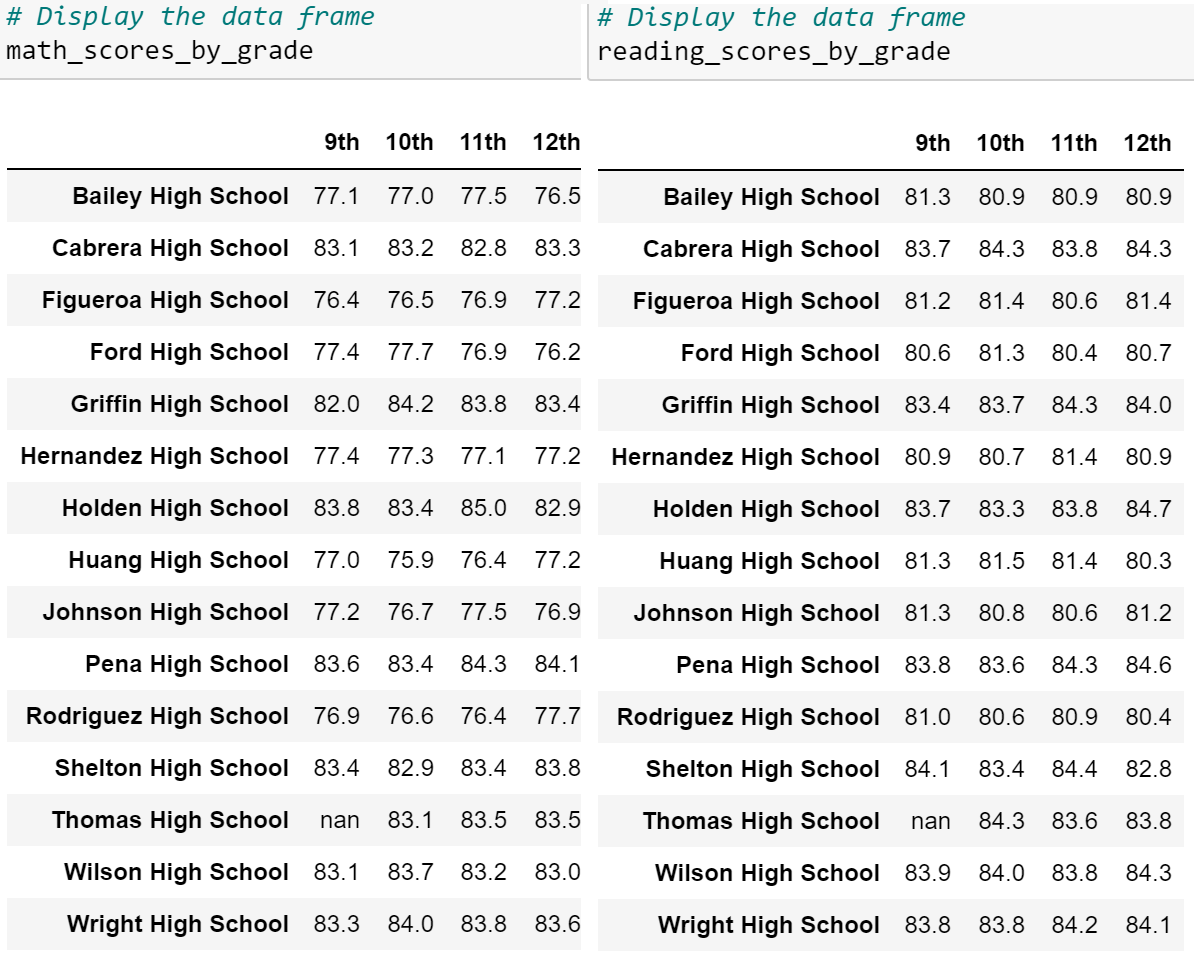 # Display the data frame
math_scores_by_grade
9th 10th 11th 12th
Bailey High School 77.1 77.0 77.5 76.5
Cabrera High School 83.1 83.2 82.8 83.3
Figueroa High School 76.4 76.5 76.9 77.2
Ford High School 77.4 77.7 76.9 76.2
Griffin High School 82.0 84.2 83.8 83.4
Hernandez High School 77.4 77.3 77.1 77.2
Holden High School 83.8 83.4 85.0 82.9
Huang High School 77.0 75.9 76.4 77.2
Johnson High School 77.2 76.7 77.5 76.9
Pena High School 83.6 83.4 84.3 84.1
Rodriguez High School 76.9 76.6 76.4 77.7
Shelton High School 83.4 82.9 83.4 83.8
Thomas High School nan 83.1 83.5 83.5
Wilson High School 83.1 83.7 83.2 83.0
Wright High School 83.3 84.0 83.8 83.6
# Display the data frame
reading_scores_by_grade
9th 10th 11th 12th
Bailey High School 81.3 80.9 80.9 80.9
Cabrera High School 83.7 84.3 83.8 84.3
Figueroa High School 81.2 81.4 80.6 81.4
Ford High School 80.6 81.3 80.4 80.7
Griffin High School 83.4 83.7 84.3 84.0
Hernandez High School 80.9 80.7 81.4 80.9
Holden High School 83.7 83.3 83.8 84.7
Huang High School 81.3 81.5 81.4 80.3
Johnson High School 81.3 80.8 80.6 81.2
Pena High School 83.8 83.6 84.3 84.6
Rodriguez High School 81.0 80.6 80.9 80.4
Shelton High School 84.1 83.4 84.4 82.8
Thomas High School nan 84.3 83.6 83.8
Wilson High School 83.9 84.0 83.8 84.3
Wright High School 83.8 83.8 84.2 84.1